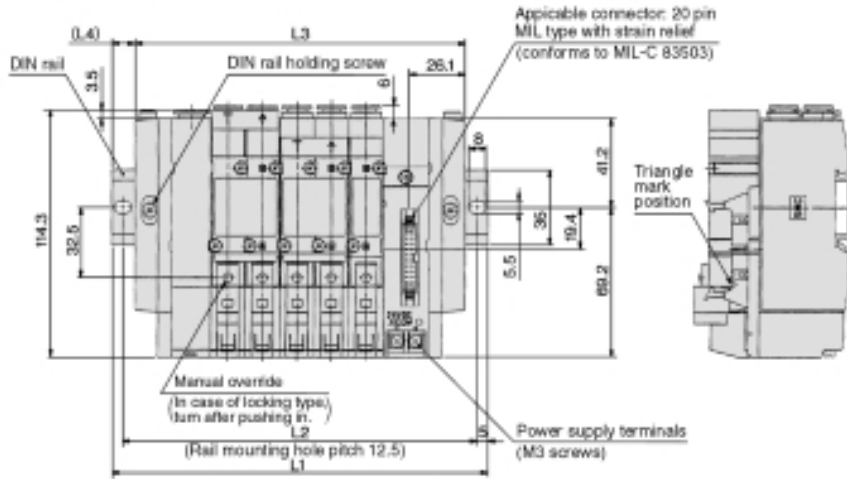 Appicable connector: 20 pin
MIL type with strain relief
(conforms to MIL-C 83503)
(L4)
L3
DIN rail
DIN rail holding screw
26.1
3.5
6
8
41.2
Triangle
mark
position
114.3
32.5
35
19.4
5.5
69.2
Manual override
(In case of locking type,
turn after pushing in.)
L2
5
(Rail mounting hole pitch 12.5)
L1
Power supply terminals
(M3 screws)